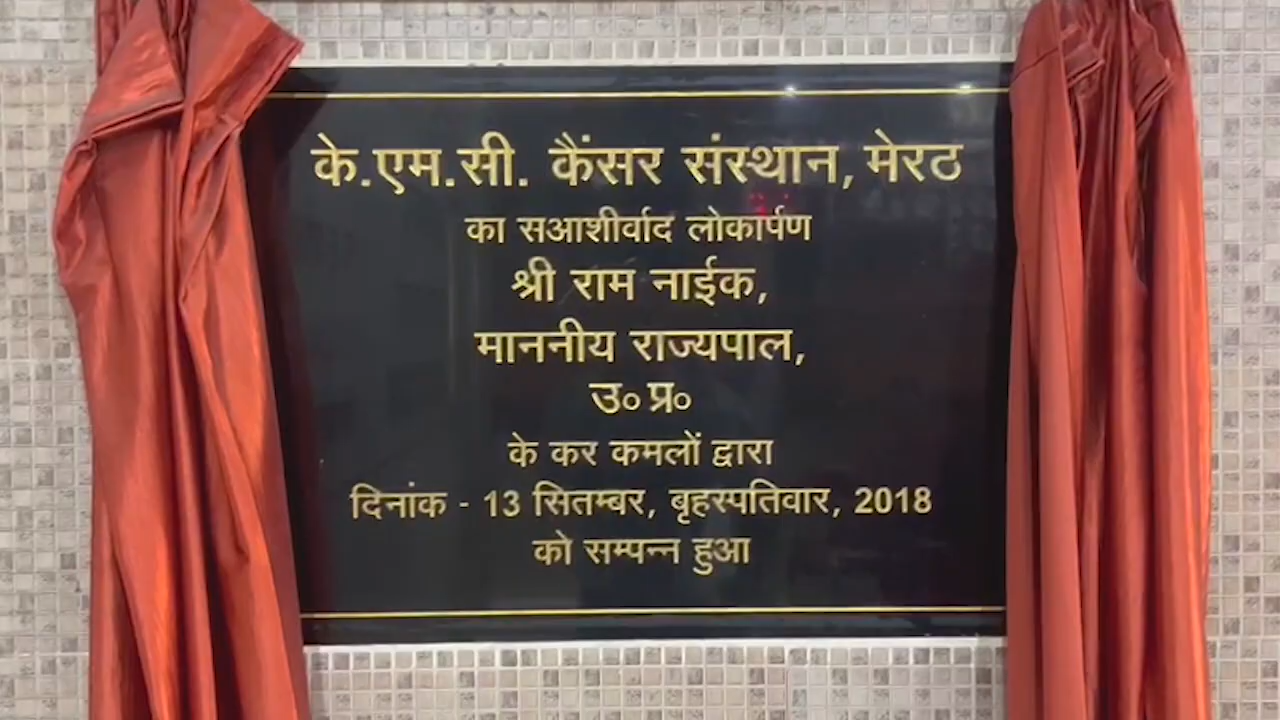 के.एम.सी. कैंसर संस्थान, मेरठ
का सआशीर्वाद लोकार्पण
श्री राम नाईक,
माननीय राज्यपाल,
उ० प्र०
के कर कमलों द्वारा
दिनांक - 13 सितम्बर, बृहस्पतिवार, 2018
को सम्पन्न हुआ